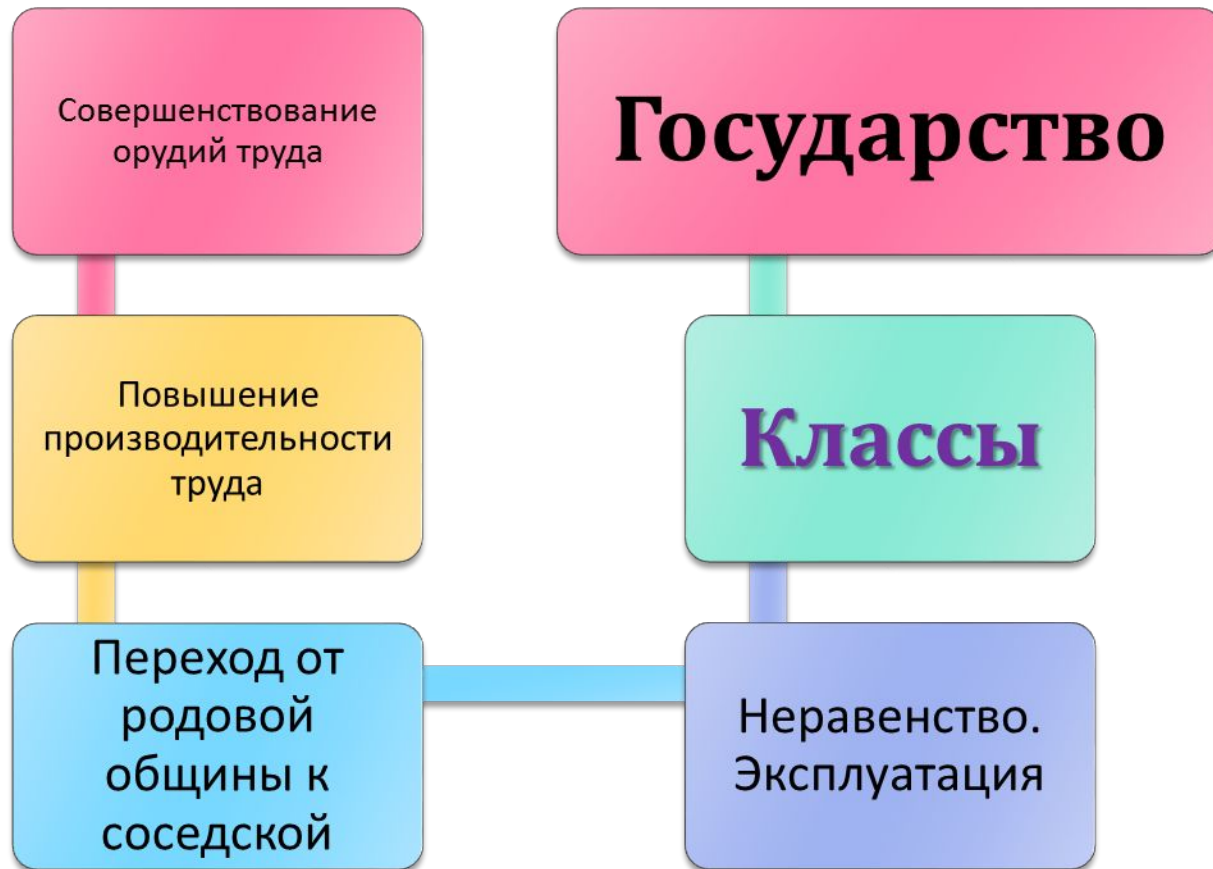 Совершенствование
орудий труда
Повышение
производительности
труда
Переход от
родовой
общины к
соседской
Неравенство.
Эксплуатация
Классы
Государство